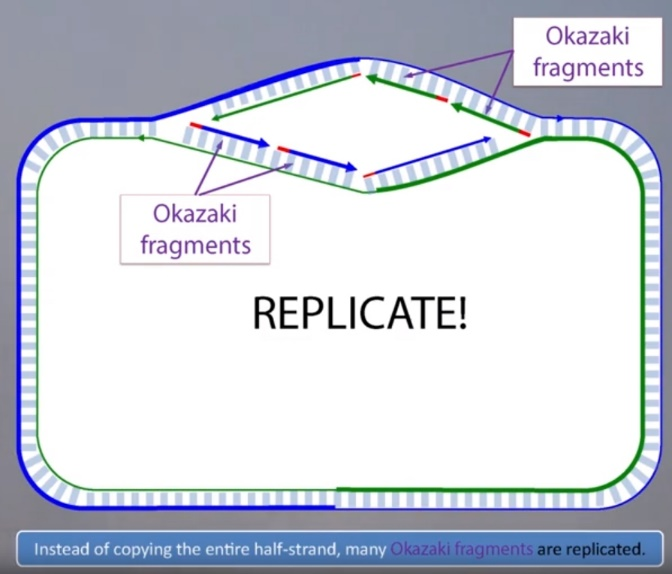 Okazaki
fragments
Okazaki
fragments
REPLICATE!
Instead of copying the entire half-strand, many Okazaki fragments are replicated.